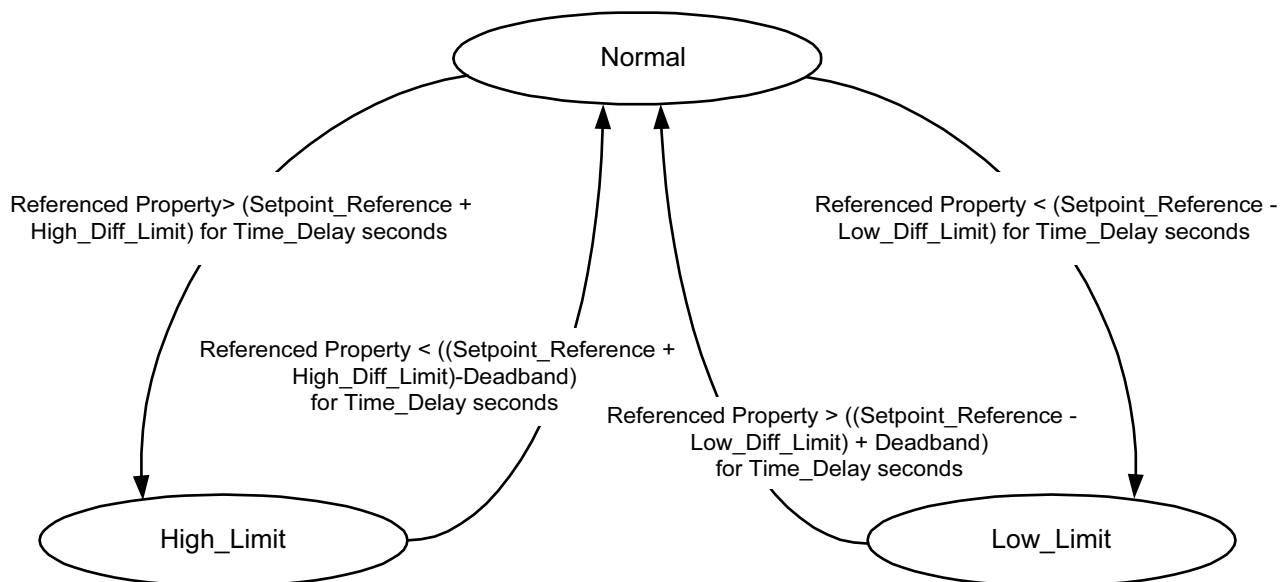 Normal
Referenced Property> (Setpoint_Reference +
High_Diff_Limit) for Time_Delay seconds
Referenced Property < (Setpoint_Reference -
Low_Diff_Limit) for Time_Delay seconds
Referenced Property < ((Setpoint_Reference +
High_Diff_Limit)-Deadband)
for Time_Delay seconds
Referenced Property > ((Setpoint_Reference -
Low_Diff_Limit) + Deadband)
for Time_Delay seconds
High_Limit
Low_Limit